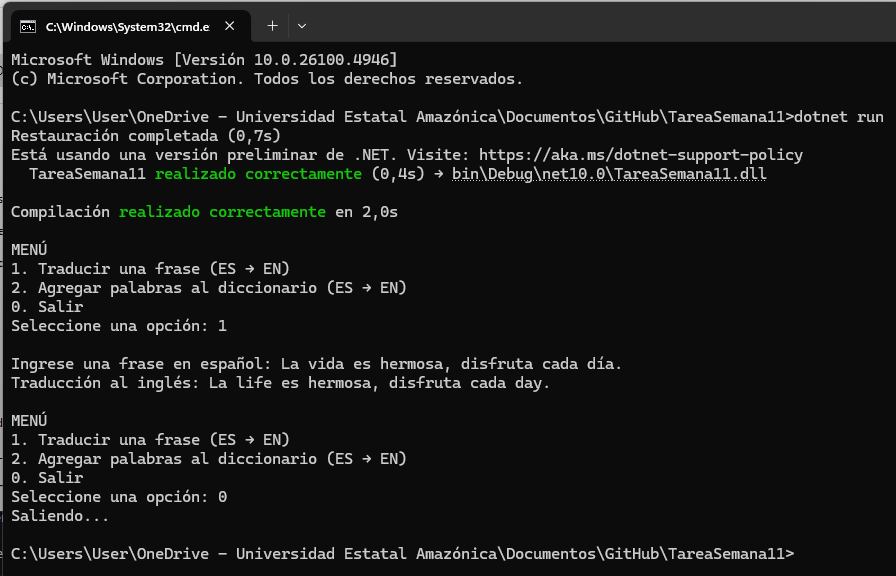 C:\Windows\System32\cmd.e
Microsoft Windows [Versión 10.0.26100.4946]
(c) Microsoft Corporation. Todos los derechos reservados.
C:\Users\User\OneDrive - Universidad Estatal Amazónica\Documentos\GitHub\TareaSemana11>dotnet run
Restauración completada (0,7s)
Está usando una versión preliminar de .NET. Visite: https://aka.ms/dotnet-support-policy
TareaSemana11 realizado correctamente (0,4s) → bin\Debug\net10.0\TareaSemana11.dll
Compilación realizado correctamente en 2,0s
MENÚ
1. Traducir una frase (ES → EN)
2. Agregar palabras al diccionario (ES → EN)
0. Salir
Seleccione una opción: 1
Ingrese una frase en español: La vida es hermosa, disfruta cada día.
Traducción al inglés: La life es hermosa, disfruta cada day.
MENÚ
1. Traducir una frase (ES → EN)
2. Agregar palabras al diccionario (ES → EN)
0. Salir
Seleccione una opción: 0
Saliendo...
C:\Users\User\OneDrive - Universidad Estatal Amazónica\Documentos\GitHub\TareaSemana11>